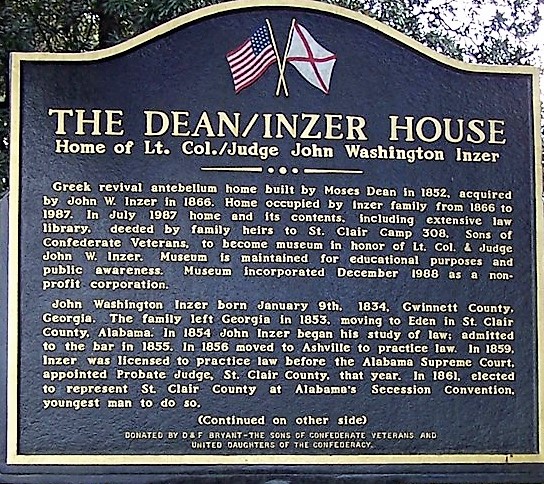 THE DEAN/INZER HOUSE
Home of Lt. Col./Judge John Washington Inzer
Greek revival antebellum home built by Moses Dean in 1852, acquired
by John W. Inzer in 1866. Home occupied by Inzer family from 1866 to
1987. In July 1987 home and its contents, including extensive law
library, deeded by family heirs to St. Clair Camp 308, Sons of
Confederate Veterans, to become museum in honor of Lt. Col. & Judge
John W. Inzer. Museum is maintained for educational purposes and
public awareness. Museum incorporated December 1988 as a non-
profit corporation.
John Washington Inzer born January 9th, 1834, Gwinnett County,
Georgia. The family left Georgia in 1853, moving to Eden in St. Clair
County, Alabama. In 1854 John Inzer began his study of law; admitted
to the bar in 1855. In 1856 moved to Ashville to practice law. In 1859,
Inzer was licensed to practice law before the Alabama Supreme Court,
appointed Probate Judge, St. Clair County, that year. In 1861, elected
to represent St. Clair County at Alabama's Secession Convention,
youngest man to do so.
(Continued on other side)
DONATED BY D & F BRYANT-THE SONS OF CONFEDERATE VETERANS AND
UNITED DAUGHTERS OF THE CONFEDERACY.